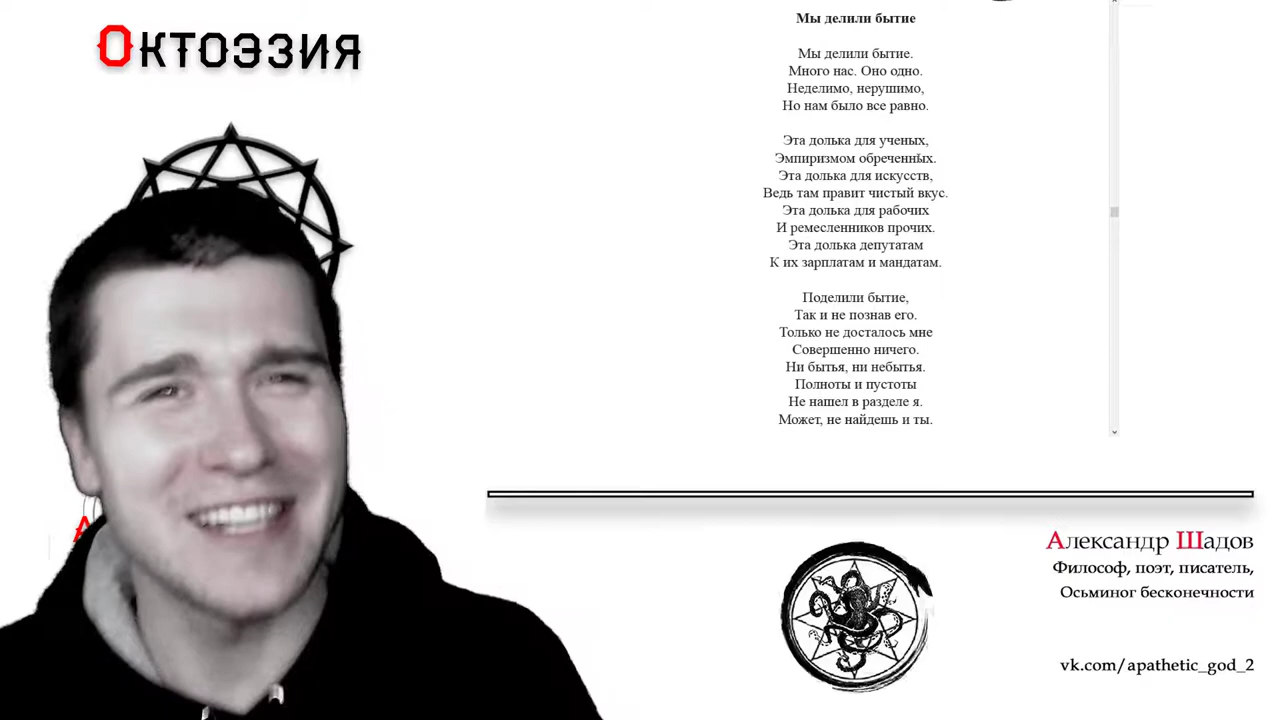 Октоэзия
Мы делили бытие
Мы делили бытие.
Много нас. Оно одно.
Неделимо, нерушимо,
Но нам было все равно.
Эта долька для ученых,
Эмпиризмом обреченных.
Эта долька для искусств,
Ведь там правит чистый вкус.
Эта долька для рабочих
И ремесленников прочих.
Эта долька депутатам
К их зарплатам и мандатам.
Поделили бытие,
Так и не познав его.
Только не досталось мне
Совершенно ничего.
Ни бытья, ни небытья.
Полноты и пустоты
Не нашел в разделе я.
Может, не найдешь и ты.
Александр Шадов
Философ, поэт, писатель,
Осьминог бесконечности
vk.com/apathetic_god_2